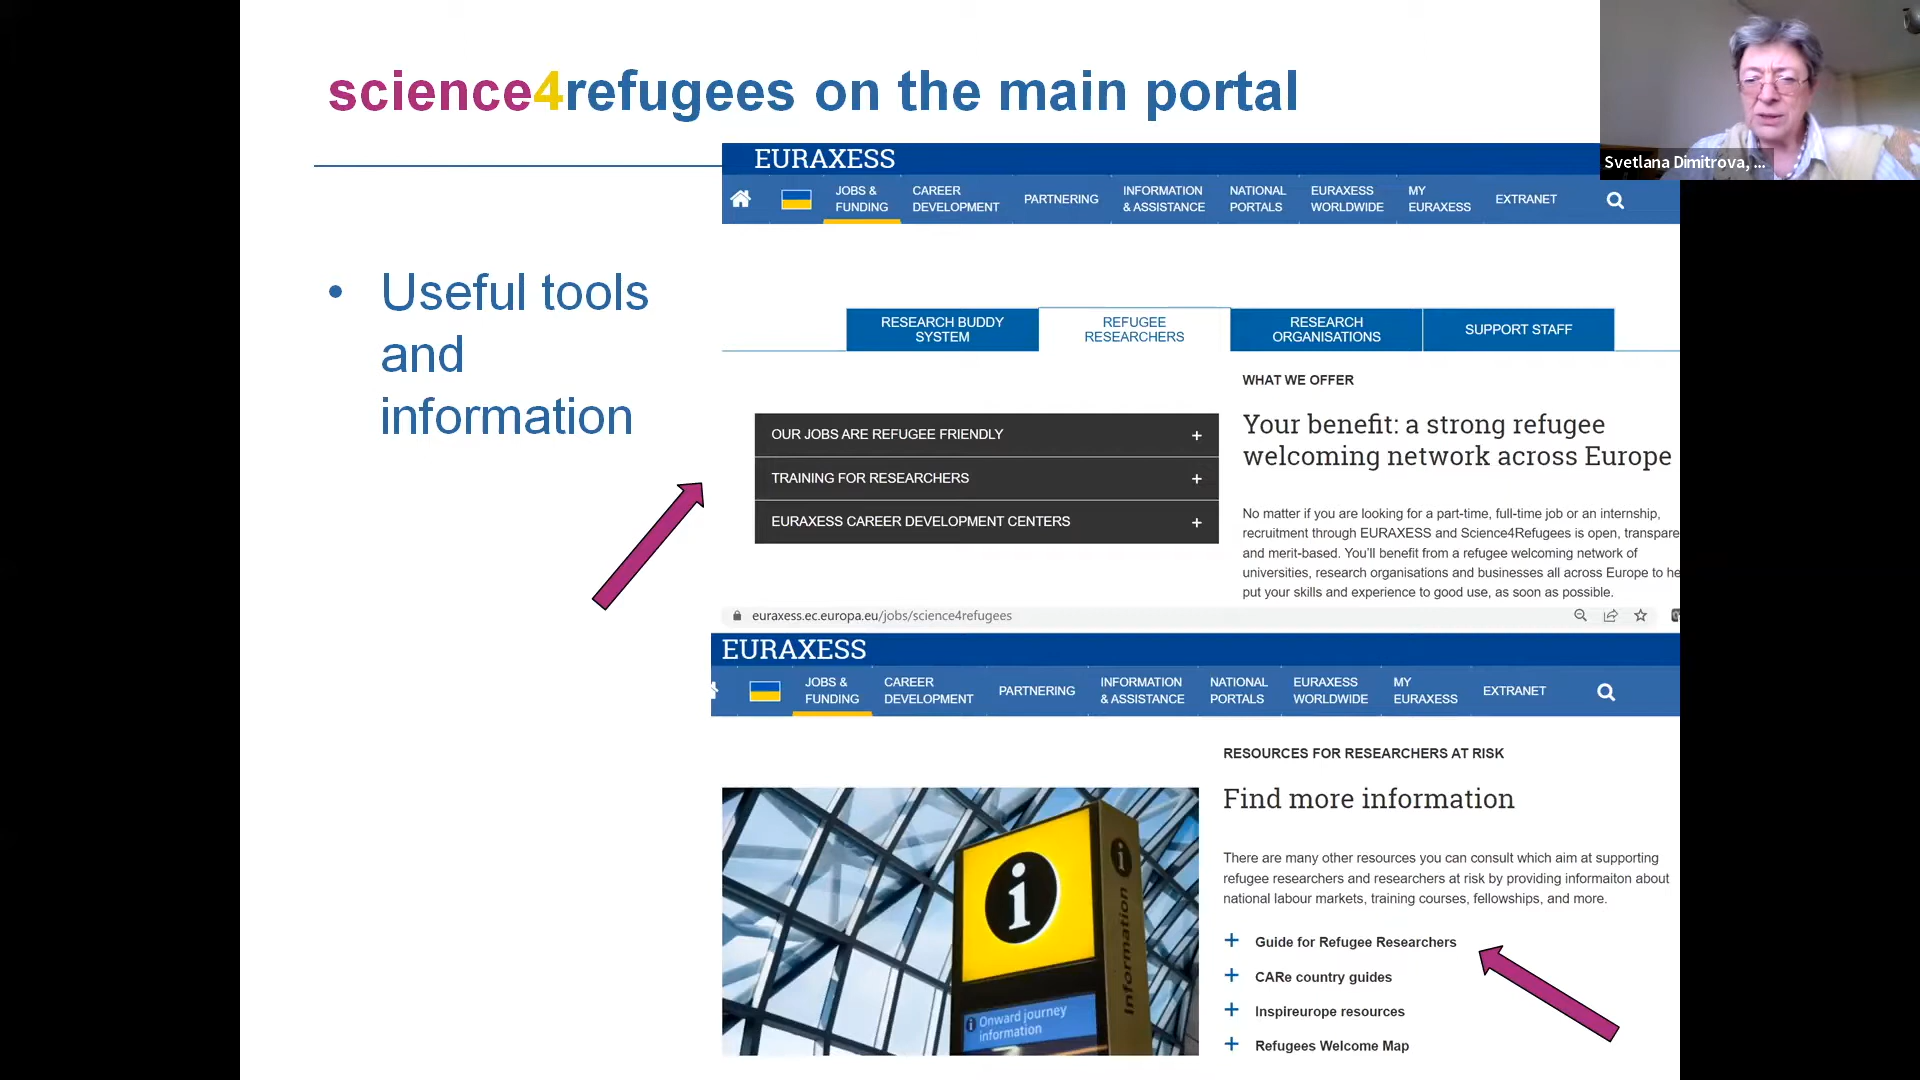 science4refugees on the main portal
Svetlana Dimitrova, ...
• Useful tools
and
information
EURAXESS
JOBS &
FUNDING
CAREER
DEVELOPMENT
PARTNERING
INFORMATION
& ASSISTANCE
NATIONAL
PORTALS
EURAXESS
WORLDWIDE
MY
EURAXESS
EXTRANET
RESEARCH BUDDY
SYSTEM
REFUGEE
RESEARCHERS
RESEARCH
ORGANISATIONS
SUPPORT STAFF
OUR JOBS ARE REFUGEE FRIENDLY +
TRAINING FOR RESEARCHERS +
EURAXESS CAREER DEVELOPMENT CENTERS +
WHAT WE OFFER
Your benefit: a strong refugee
welcoming network across Europe
No matter if you are looking for a part-time, full-time job or an internship,
recruitment through EURAXESS and Science4Refugees is open, transpare
and merit-based. You'll benefit from a refugee welcoming network of
universities, research organisations and businesses all across Europe to he
put your skills and experience to good use, as soon as possible.
euraxess.ec.europa.eu/jobs/science4refugees
EURAXESS
JOBS &
FUNDING
CAREER
DEVELOPMENT
PARTNERING
INFORMATION
& ASSISTANCE
NATIONAL
PORTALS
EURAXESS
WORLDWIDE
MY
EURAXESS
EXTRANET
i
i
Information
i Onward journey
information
RESOURCES FOR RESEARCHERS AT RISK
Find more information
There are many other resources you can consult which aim at supporting
refugee researchers and researchers at risk by providing informaiton about
national labour markets, training courses, fellowships, and more.
+ Guide for Refugee Researchers
+ CARe country guides
+ Inspireurope resources
+ Refugees Welcome Map